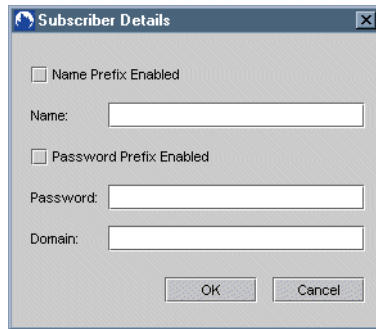 Subscriber Details
Name Prefix Enabled
Name:
Password Prefix Enabled
Password:
Domain:
OK Cancel